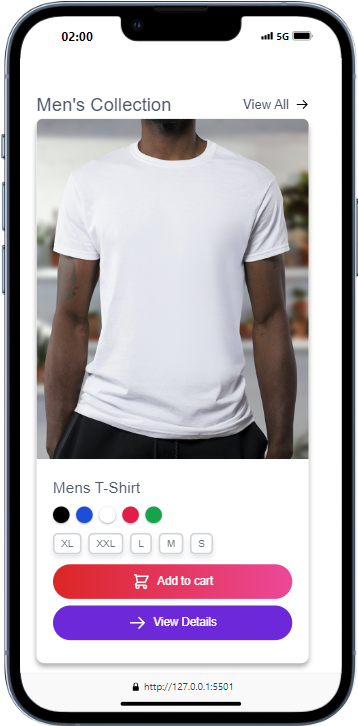 02:00 5G
Men's Collection View All
Mens T-Shirt
XL XXL L M S
Add to cart
View Details
http://127.0.0.1:5501